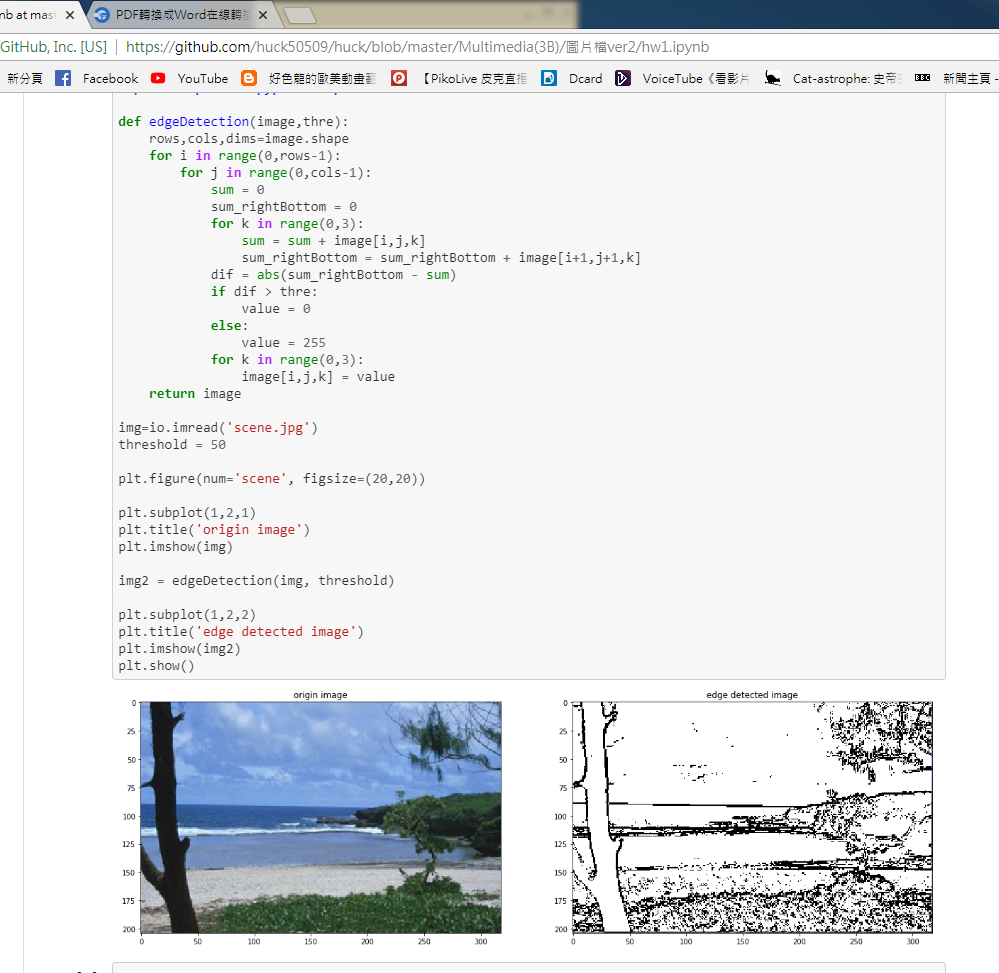 nb at mast
PDF轉換成Word在線轉換
GitHub, Inc. [US] | https://github.com/huck50509/huck/blob/master/Multimedia(3B)/圖片檔ver2/hw1.ipynb
新分頁 Facebook YouTube 好色龍的歐美動畫翻 【PikoLive 皮克直播 Dcard VoiceTube《看影片 Cat-astrophe: 史帝 BBC 新聞主頁 -
def edgeDetection(image,thre):
    rows,cols,dims=image.shape
    for i in range(0,rows-1):
        for j in range(0,cols-1):
            sum = 0
            sum_rightBottom = 0
            for k in range(0,3):
                sum = sum + image[i,j,k]
                sum_rightBottom = sum_rightBottom + image[i+1,j+1,k]
            dif = abs(sum_rightBottom - sum)
            if dif > thre:
                value = 0
            else:
                value = 255
            for k in range(0,3):
                image[i,j,k] = value
    return image
img=io.imread('scene.jpg')
threshold = 50
plt.figure(num='scene', figsize=(20,20))
plt.subplot(1,2,1)
plt.title('origin image')
plt.imshow(img)
img2 = edgeDetection(img, threshold)
plt.subplot(1,2,2)
plt.title('edge detected image')
plt.imshow(img2)
plt.show()
origin image
0
25
50
75
100
125
150
175
200
0 50 100 150 200 250 300
edge detected image
0
25
50
75
100
125
150
175
200
0 50 100 150 200 250 300